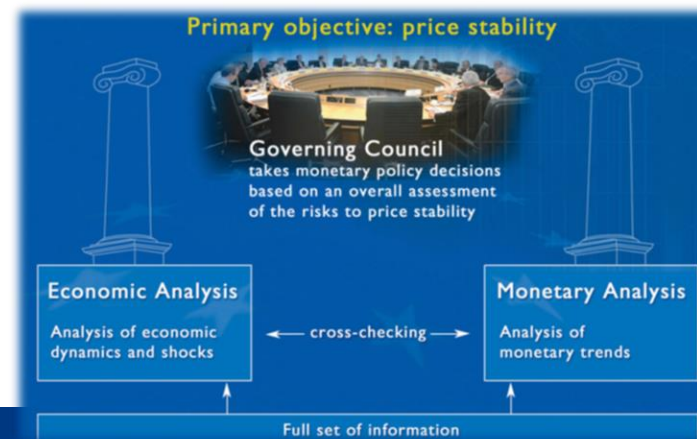 Primary objective: price stability
Governing Council
takes monetary policy decisions
based on an overall assessment
of the risks to price stability
Economic Analysis
Analysis of economic
dynamics and shocks
cross-checking
Monetary Analysis
Analysis of
monetary trends
Full set of information